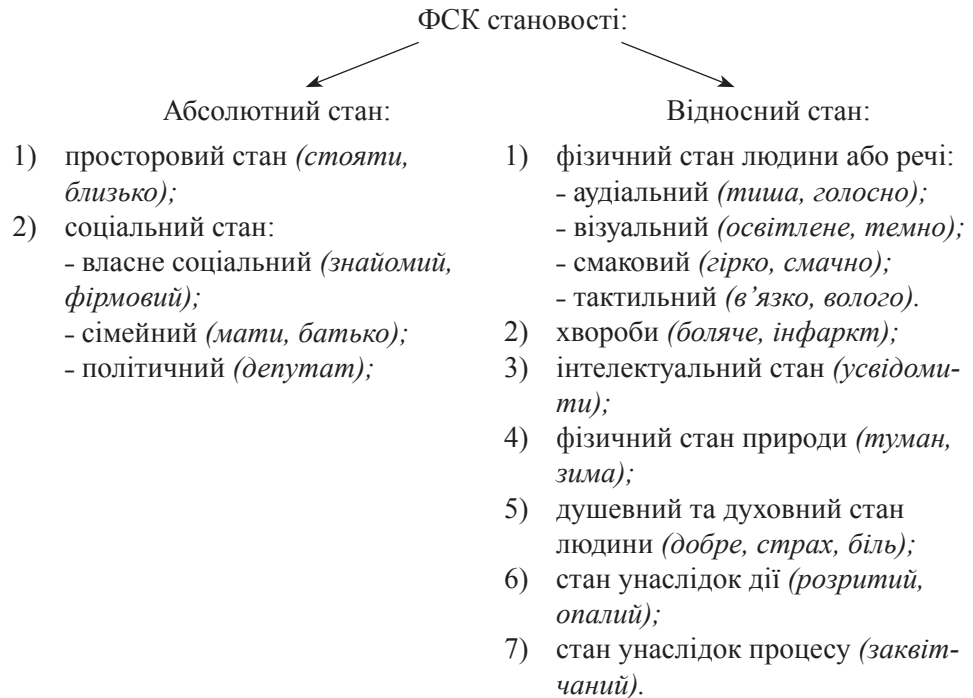 ФСК становості:
Абсолютний стан:
1) просторовий стан (стояти,
близько);
2) соціальний стан:
- власне соціальний (знайомий,
фірмовий);
- сімейний (мати, батько);
- політичний (депутат);
Відносний стан:
1) фізичний стан людини або речі:
- аудіальний (тиша, голосно);
- візуальний (освітлене, темно);
- смаковий (гірко, смачно);
- тактильний (в’язко, волого).
2) хвороби (боляче, інфаркт);
3) інтелектуальний стан (усвідоми-
ти);
4) фізичний стан природи (туман,
зима);
5) душевний та духовний стан
людини (добре, страх, біль);
6) стан унаслідок дії (розритий,
опалий);
7) стан унаслідок процесу (заквіт-
чаний).